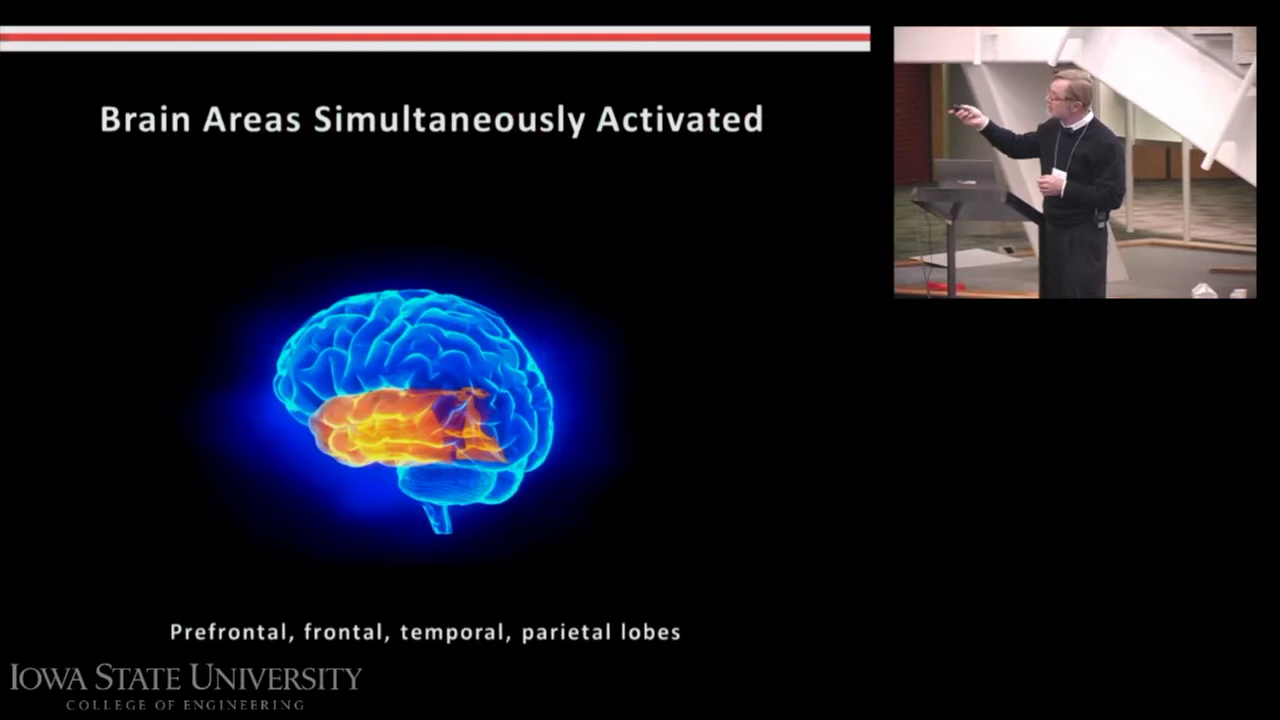 Brain Areas Simultaneously Activated
Prefrontal, frontal, temporal, parietal lobes
IOWA STATE UNIVERSITY
COLLEGE OF ENGINEERING